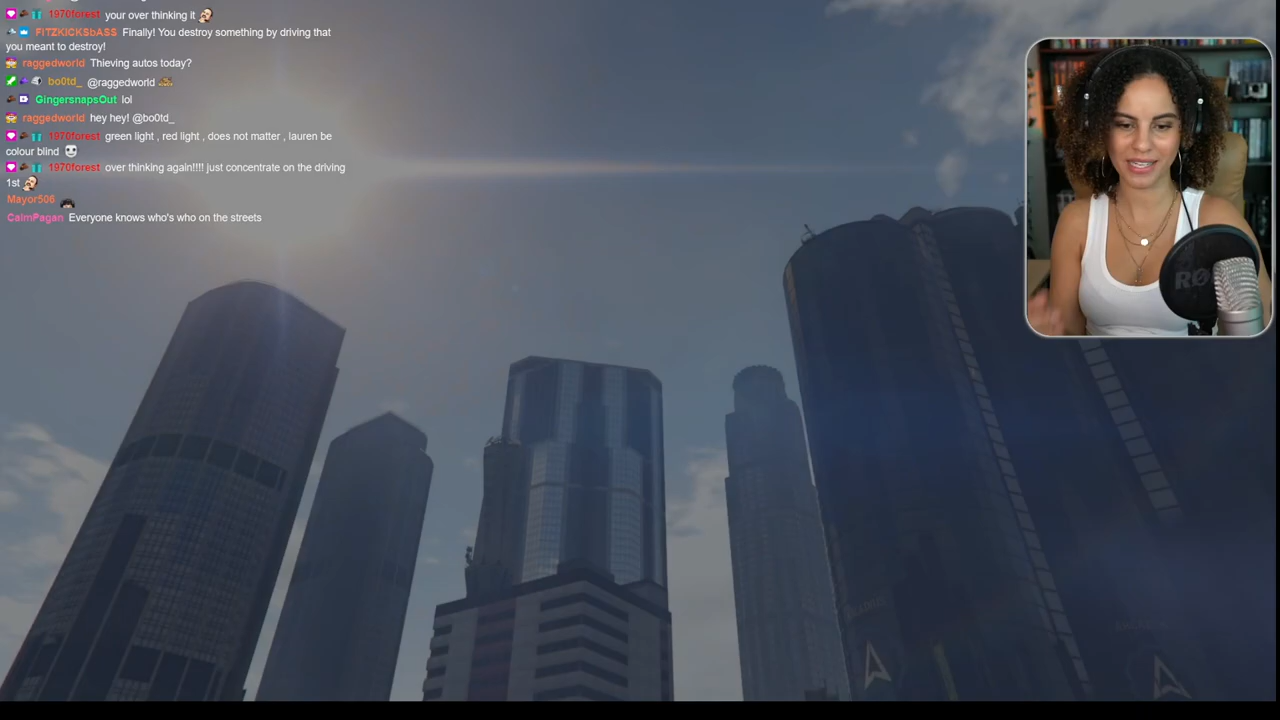 1970forest your over thinking it
FITZKICKSbASS Finally! You destroy something by driving that
you meant to destroy!
raggedworld Thieving autos today?
bo0td_ @raggedworld
GingersnapsOut lol
raggedworld hey hey! @bo0td_
1970forest green light , red light , does not matter , lauren be
colour blind
1970forest over thinking again!!!! just concentrate on the driving
1st
Mayor506
CalmPagan Everyone knows who's who on the streets
RØ